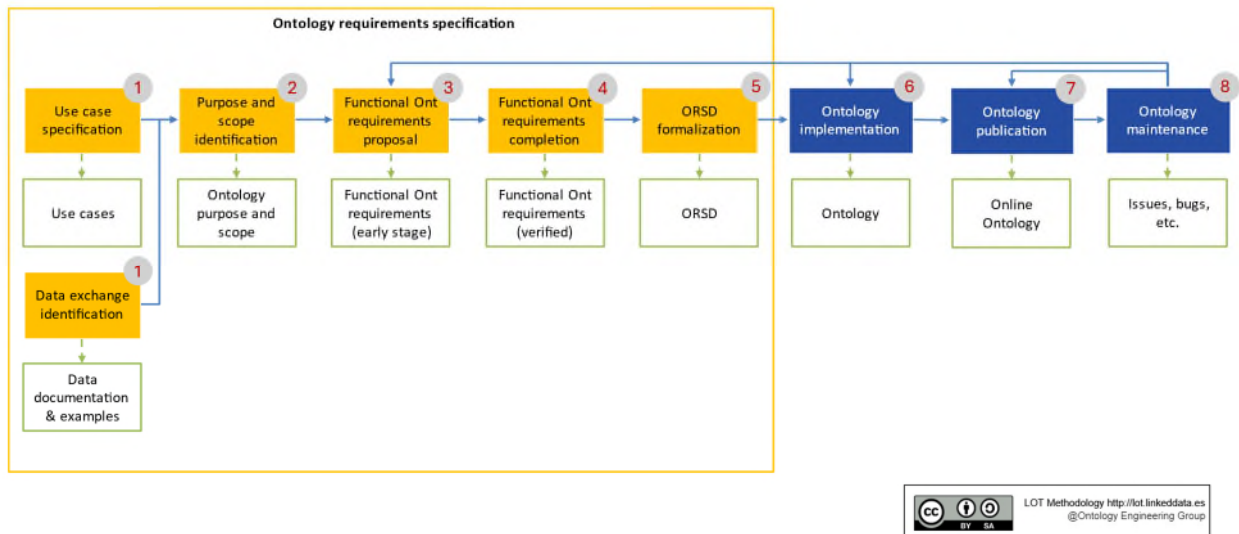 Ontology requirements specification
1
Use case
specification
2
Purpose and
scope
identification
3
Functional Ont
requirements
proposal
4
Functional Ont
requirements
completion
5
ORSD
formalization
6
Ontology
implementation
7
Ontology
publication
8
Ontology
maintenance
Use cases
Ontology
purpose and
scope
Functional Ont
requirements
(early stage)
Functional Ont
requirements
(verified)
ORSD
Ontology
Online
Ontology
Issues, bugs,
etc.
1
Data exchange
identification
Data
documentation
& examples
cc
BY SA
LOT Methodology http://lot.linkeddata.es
@Ontology Engineering Group